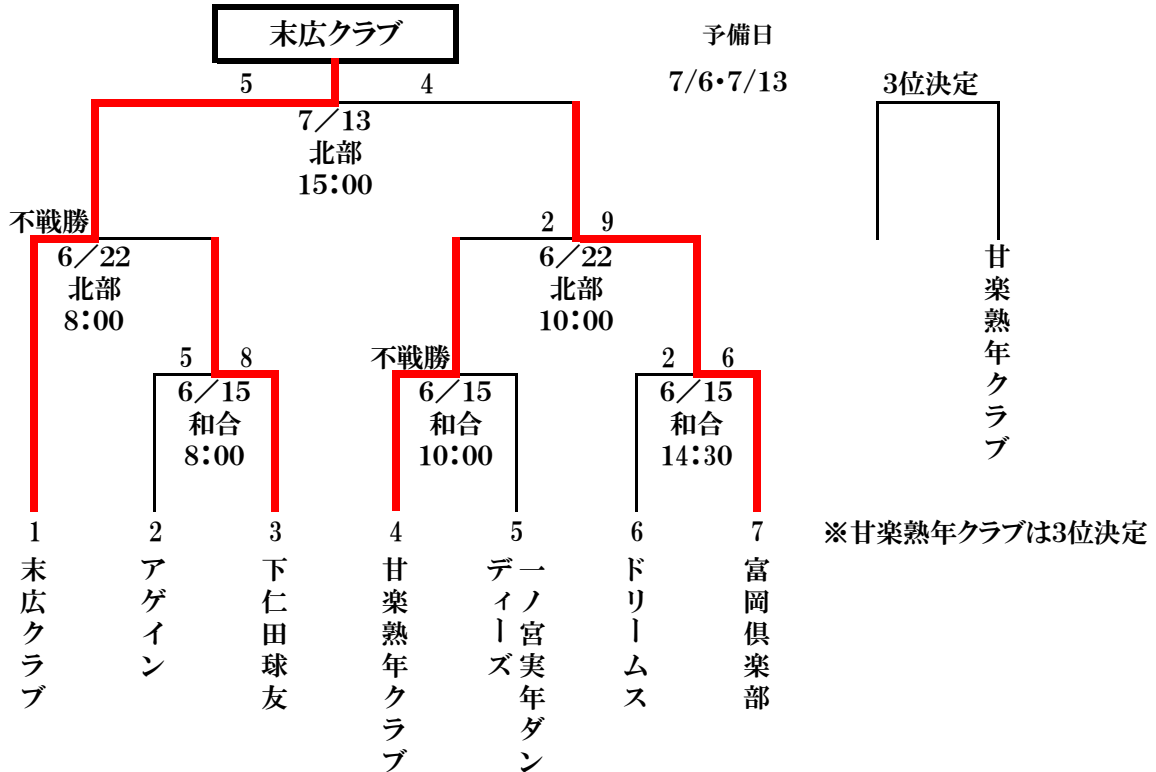 末広クラブ
予備日
7/6・7/13
3位決定
5
4
7／13
北部
15：00
不戦勝
6／22
北部
8：00
2
9
6／22
北部
10：00
甘楽熟年クラブ
5
8
6／15
和合
8：00
不戦勝
6／15
和合
10：00
2
6
6／15
和合
14：30
1
2
3
4
5
6
7
※甘楽熟年クラブは3位決定
末広クラブ
アゲイン
下仁田球友
甘楽熟年クラブ
一ノ宮実年ダン
ディーズ
ドリームス
富岡倶楽部